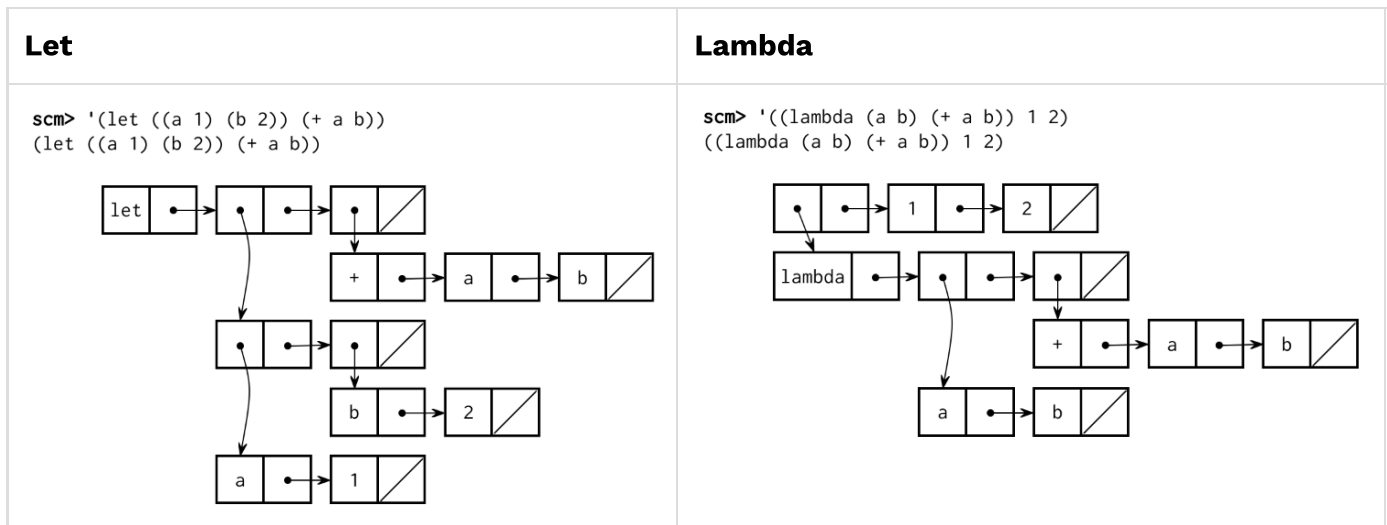 Let
scm> '(let ((a 1) (b 2)) (+ a b))
(let ((a 1) (b 2)) (+ a b))
let
+ a b
b 2
a 1
Lambda
scm> '((lambda (a b) (+ a b)) 1 2)
((lambda (a b) (+ a b)) 1 2)
1 2
lambda
+ a b
a b